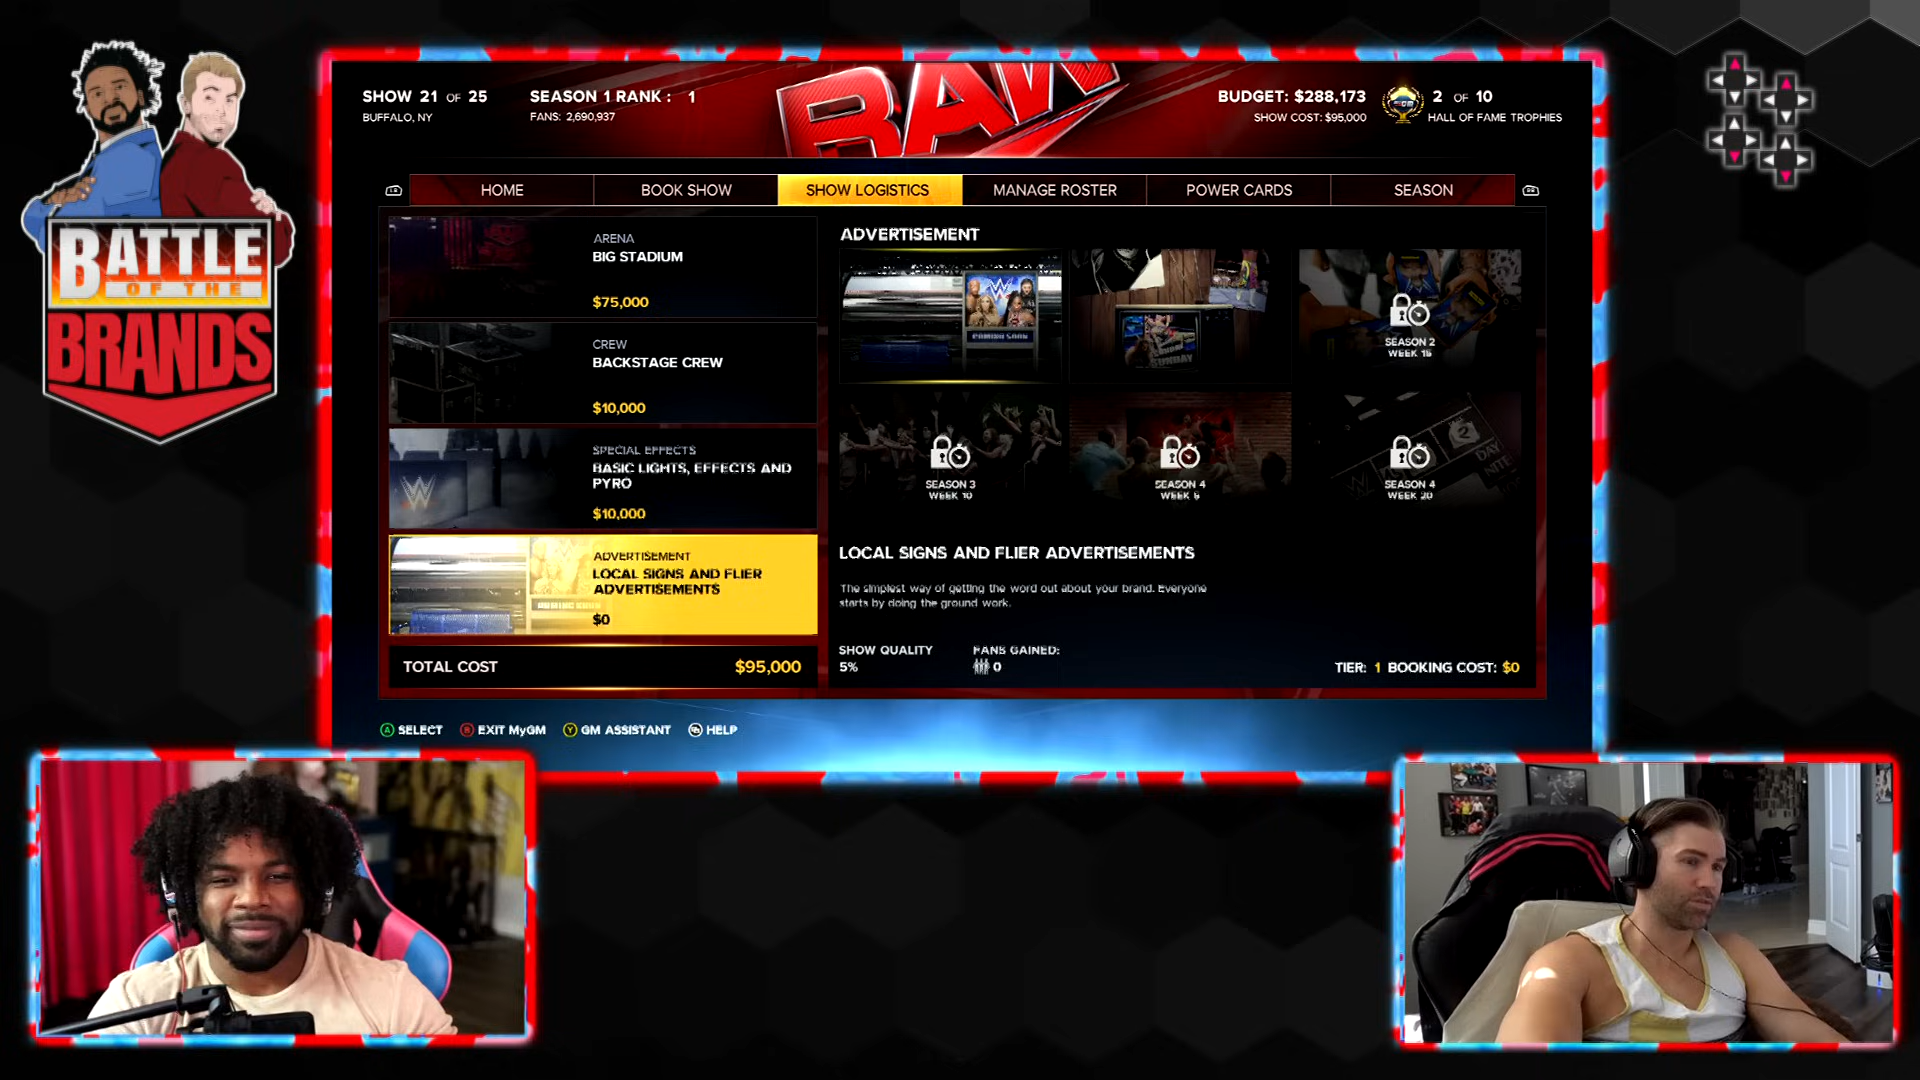 SHOW 21 OF 25
BUFFALO, NY
SEASON 1 RANK : 1
FANS: 2,690,937
RAW
BUDGET: $288,173
SHOW COST: $95,000
2 OF 10
HALL OF FAME TROPHIES
HOME
BOOK SHOW
SHOW LOGISTICS
MANAGE ROSTER
POWER CARDS
SEASON
BATTLE
OF THE
BRANDS
ARENA
BIG STADIUM
$75,000
CREW
BACKSTAGE CREW
$10,000
SPECIAL EFFECTS
BASIC LIGHTS, EFFECTS AND
PYRO
$10,000
ADVERTISEMENT
LOCAL SIGNS AND FLIER
ADVERTISEMENTS
$0
TOTAL COST
$95,000
ADVERTISEMENT
COMING SOON
SUNDAY
SEASON 2
WEEK 15
SEASON 3
WEEK 10
SEASON 4
WEEK 5
SEASON 4
WEEK 20
LOCAL SIGNS AND FLIER ADVERTISEMENTS
The simplest way of getting the word out about your brand. Everyone
starts by doing the ground work.
SHOW QUALITY
5%
FANS GAINED:
0
TIER: 1 BOOKING COST: $0
A SELECT
B EXIT MyGM
Y GM ASSISTANT
HELP